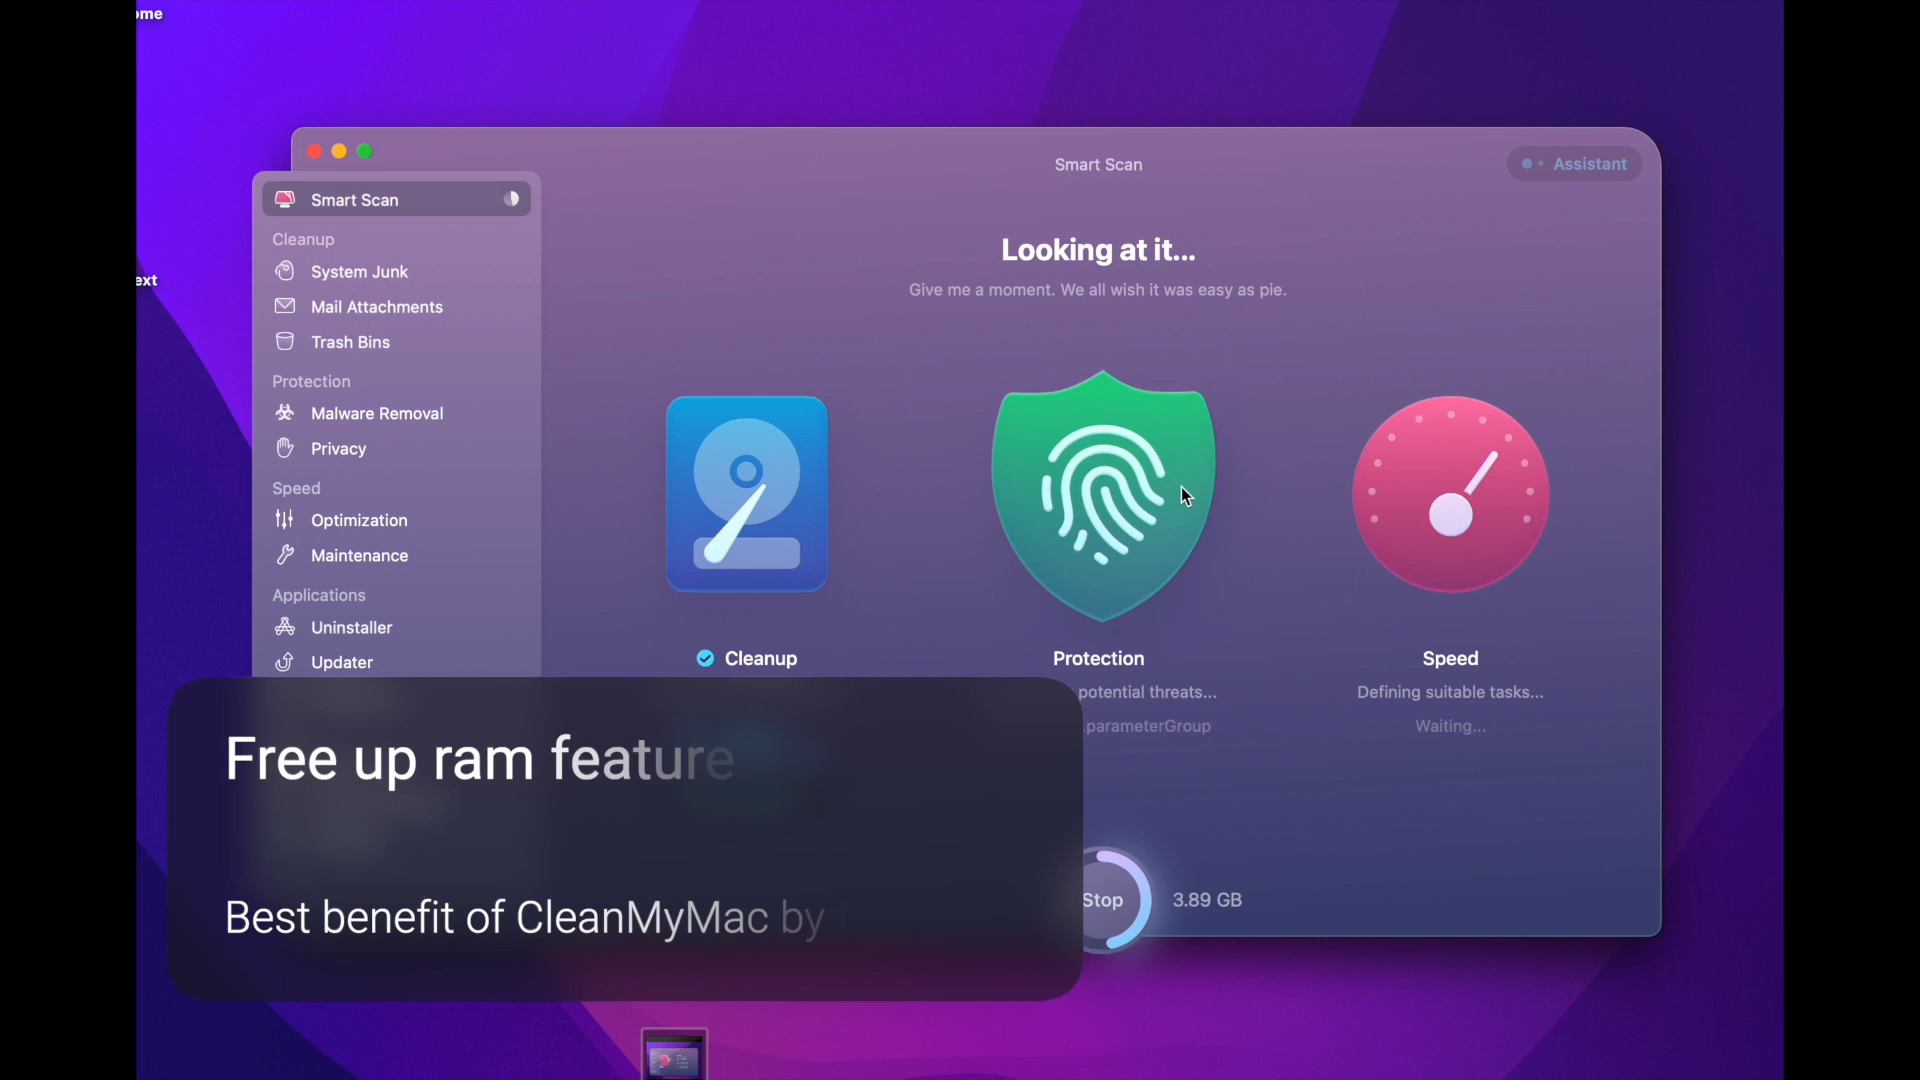 ome
ext
Smart Scan
Assistant
Smart Scan
Cleanup
System Junk
Mail Attachments
Trash Bins
Protection
Malware Removal
Privacy
Speed
Optimization
Maintenance
Applications
Uninstaller
Updater
Looking at it...
Give me a moment. We all wish it was easy as pie.
Cleanup
Protection
potential threats...
parameterGroup
Speed
Defining suitable tasks...
Waiting...
Stop
3.89 GB
Free up ram feature
Best benefit of CleanMyMac by f